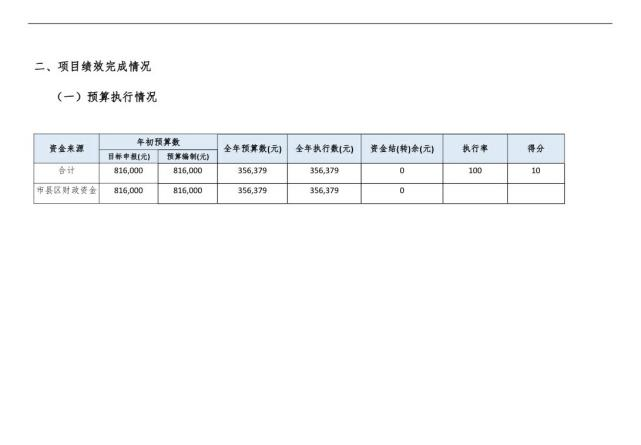 二、项目绩效完成情况
（一）预算执行情况
资金来源 年初预算数 全年预算数(元) 全年执行数(元) 资金结(转)余(元) 执行率 得分
目标申报(元) 预算编制(元)
合计 816,000 816,000 356,379 356,379 0 100 10
市县区财政资金 816,000 816,000 356,379 356,379 0